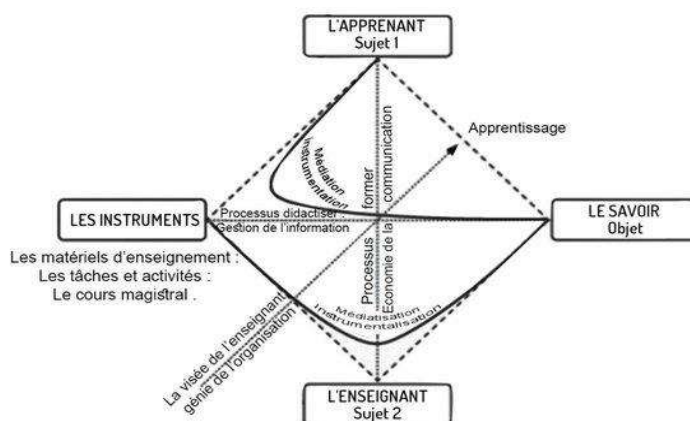 L'APPRENANT
Sujet 1
Apprentissage
Médiation
instrumentation
Processus former
Economie de la communication
LES INSTRUMENTS
Processus didactiser :
Gestion de l'information
LE SAVOIR
Objet
Les matériels d'enseignement :
Les tâches et activités :
Le cours magistral .
Médiatisation
Instrumentalisation
La visée de l'enseignant
génie de l'organisation
L'ENSEIGNANT
Sujet 2